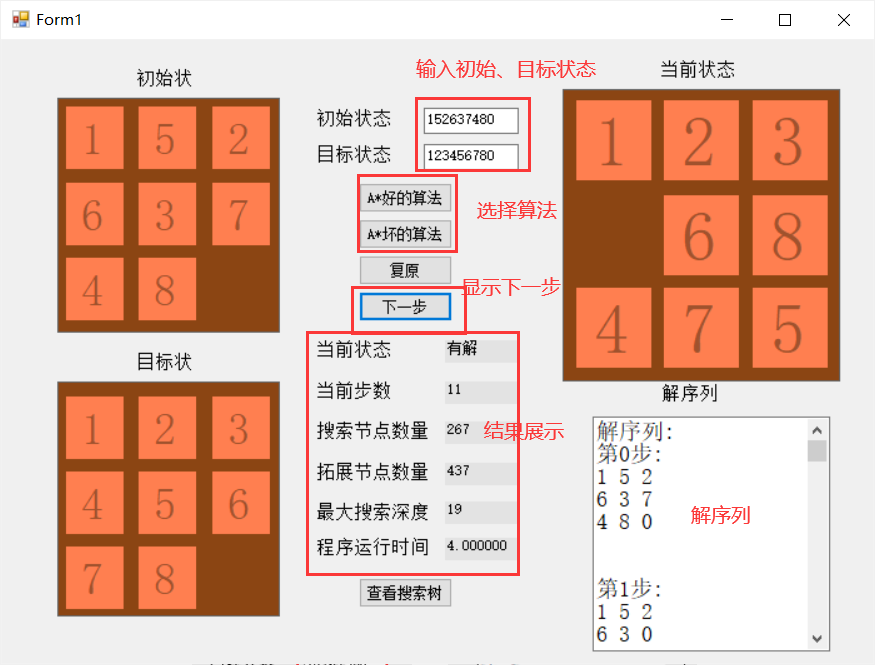 Form1
初始状
1 5 2
6 3 7
4 8
目标状
1 2 3
4 5 6
7 8
输入初始、目标状态
初始状态 152637480
目标状态 123456780
A*好的算法
A*坏的算法
选择算法
复原
下一步
显示下一步
当前状态 有解
当前步数 11
搜索节点数量 267
结果展示
拓展节点数量 437
最大搜索深度 19
程序运行时间 4.000000
查看搜索树
当前状态
1 2 3
6 8
4 7 5
解序列
解序列:
第0步:
1 5 2
6 3 7
4 8 0
解序列
第1步:
1 5 2
6 3 0